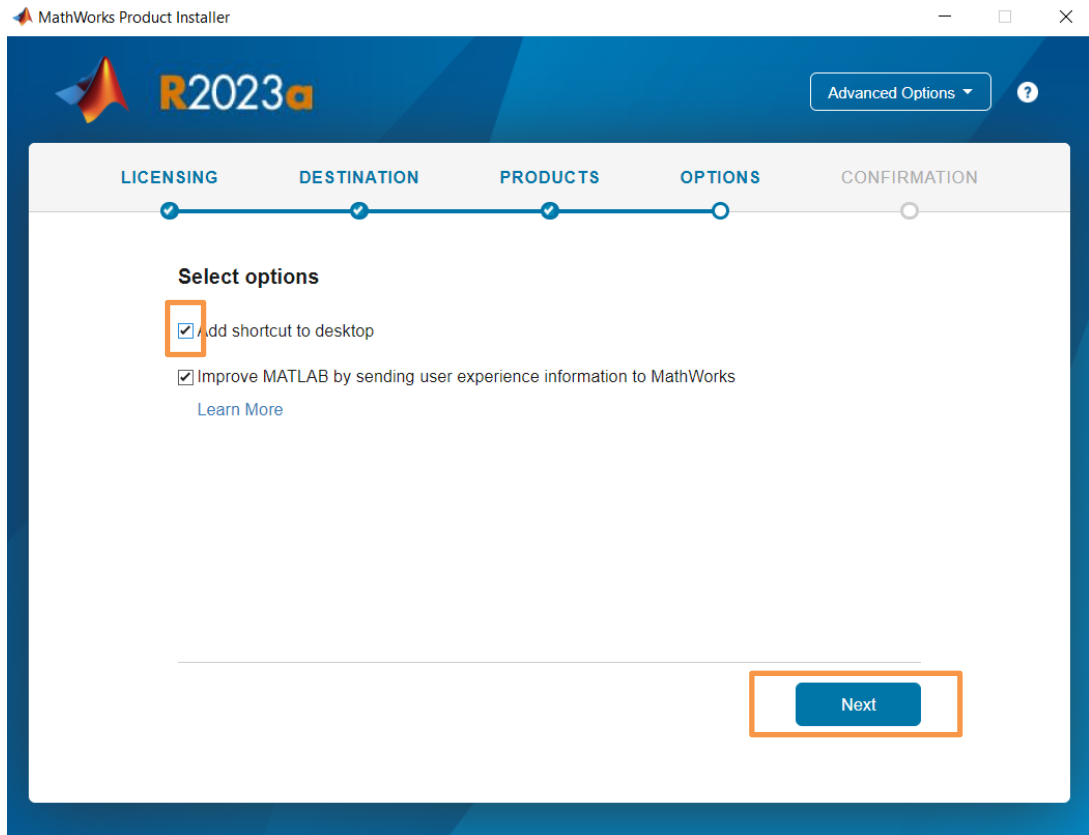 MathWorks Product Installer
R2023a
Advanced Options
?
LICENSING DESTINATION PRODUCTS OPTIONS CONFIRMATION
Select options
Add shortcut to desktop
Improve MATLAB by sending user experience information to MathWorks
Learn More
Next